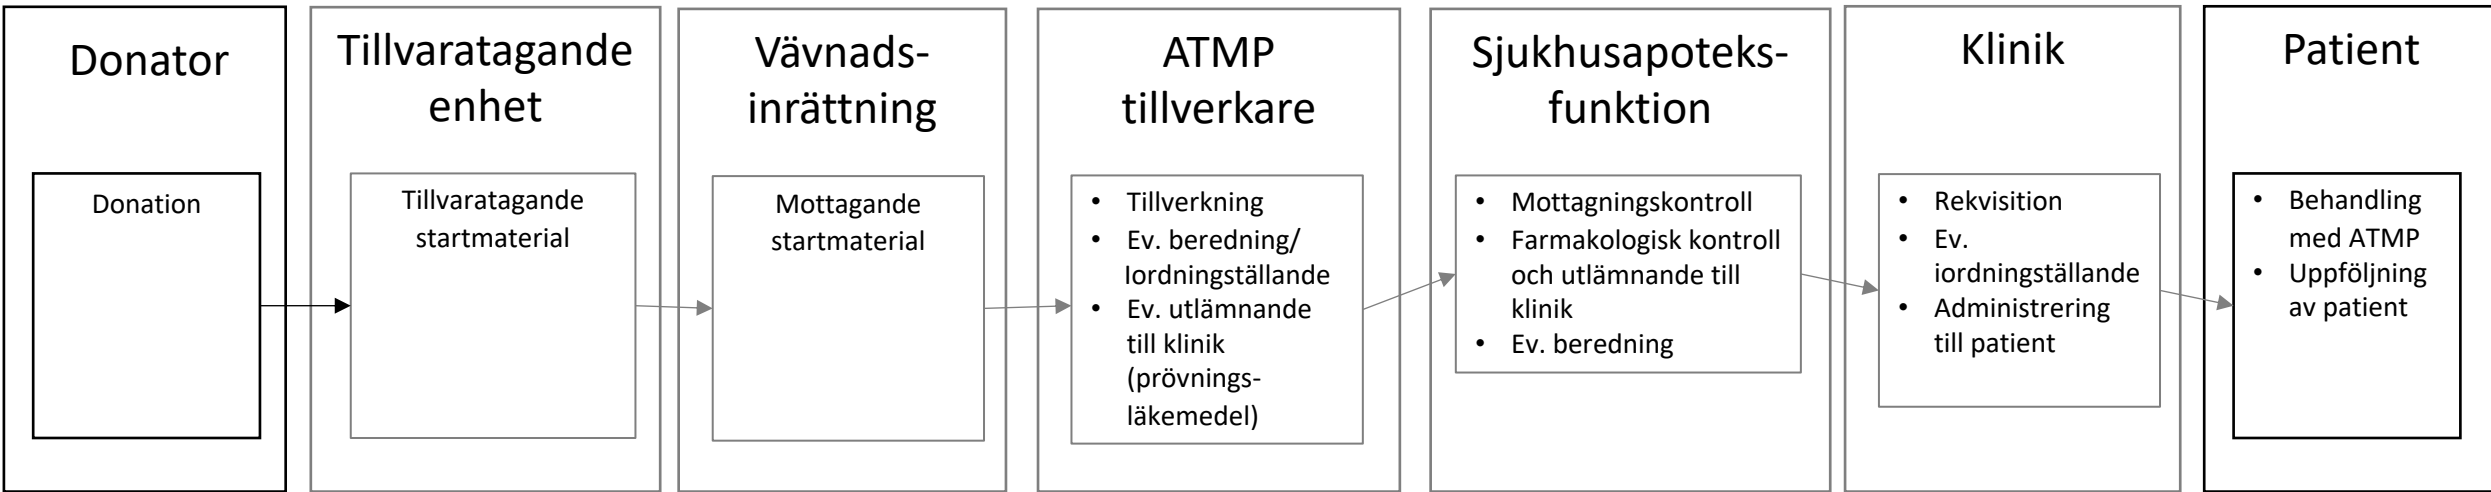 Donator
Donation
Tillvaratagande
enhet
Tillvaratagande
startmaterial
Vävnads-
inrättning
Mottagande
startmaterial
ATMP
tillverkare
• Tillverkning
• Ev. beredning/
Iordningställande
• Ev. utlämnande
till klinik
(prövnings-
läkemedel)
Sjukhusapoteks-
funktion
• Mottagningskontroll
• Farmakologisk kontroll
och utlämnande till
klinik
• Ev. beredning
Klinik
• Rekvisition
• Ev.
iordningställande
• Administrering
till patient
Patient
• Behandling
med ATMP
• Uppföljning
av patient